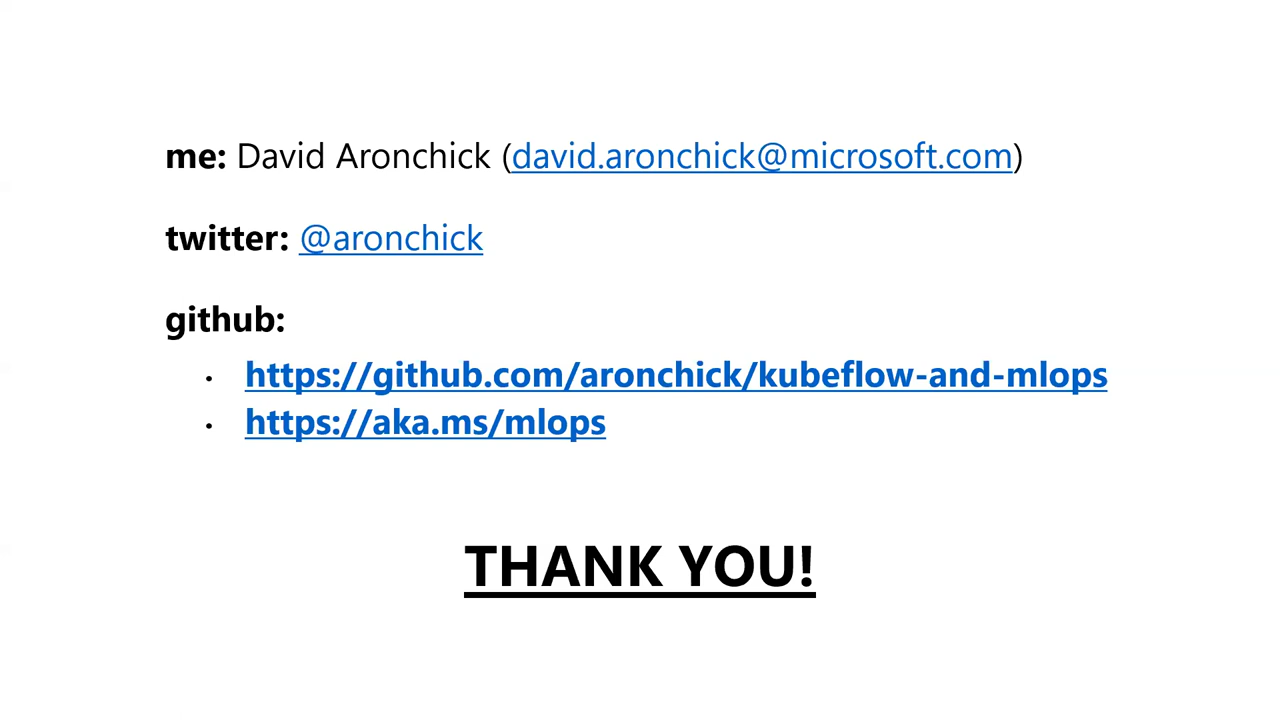 me: David Aronchick (david.aronchick@microsoft.com)
twitter: @aronchick
github:
• https://github.com/aronchick/kubeflow-and-mlops
• https://aka.ms/mlops
THANK YOU!